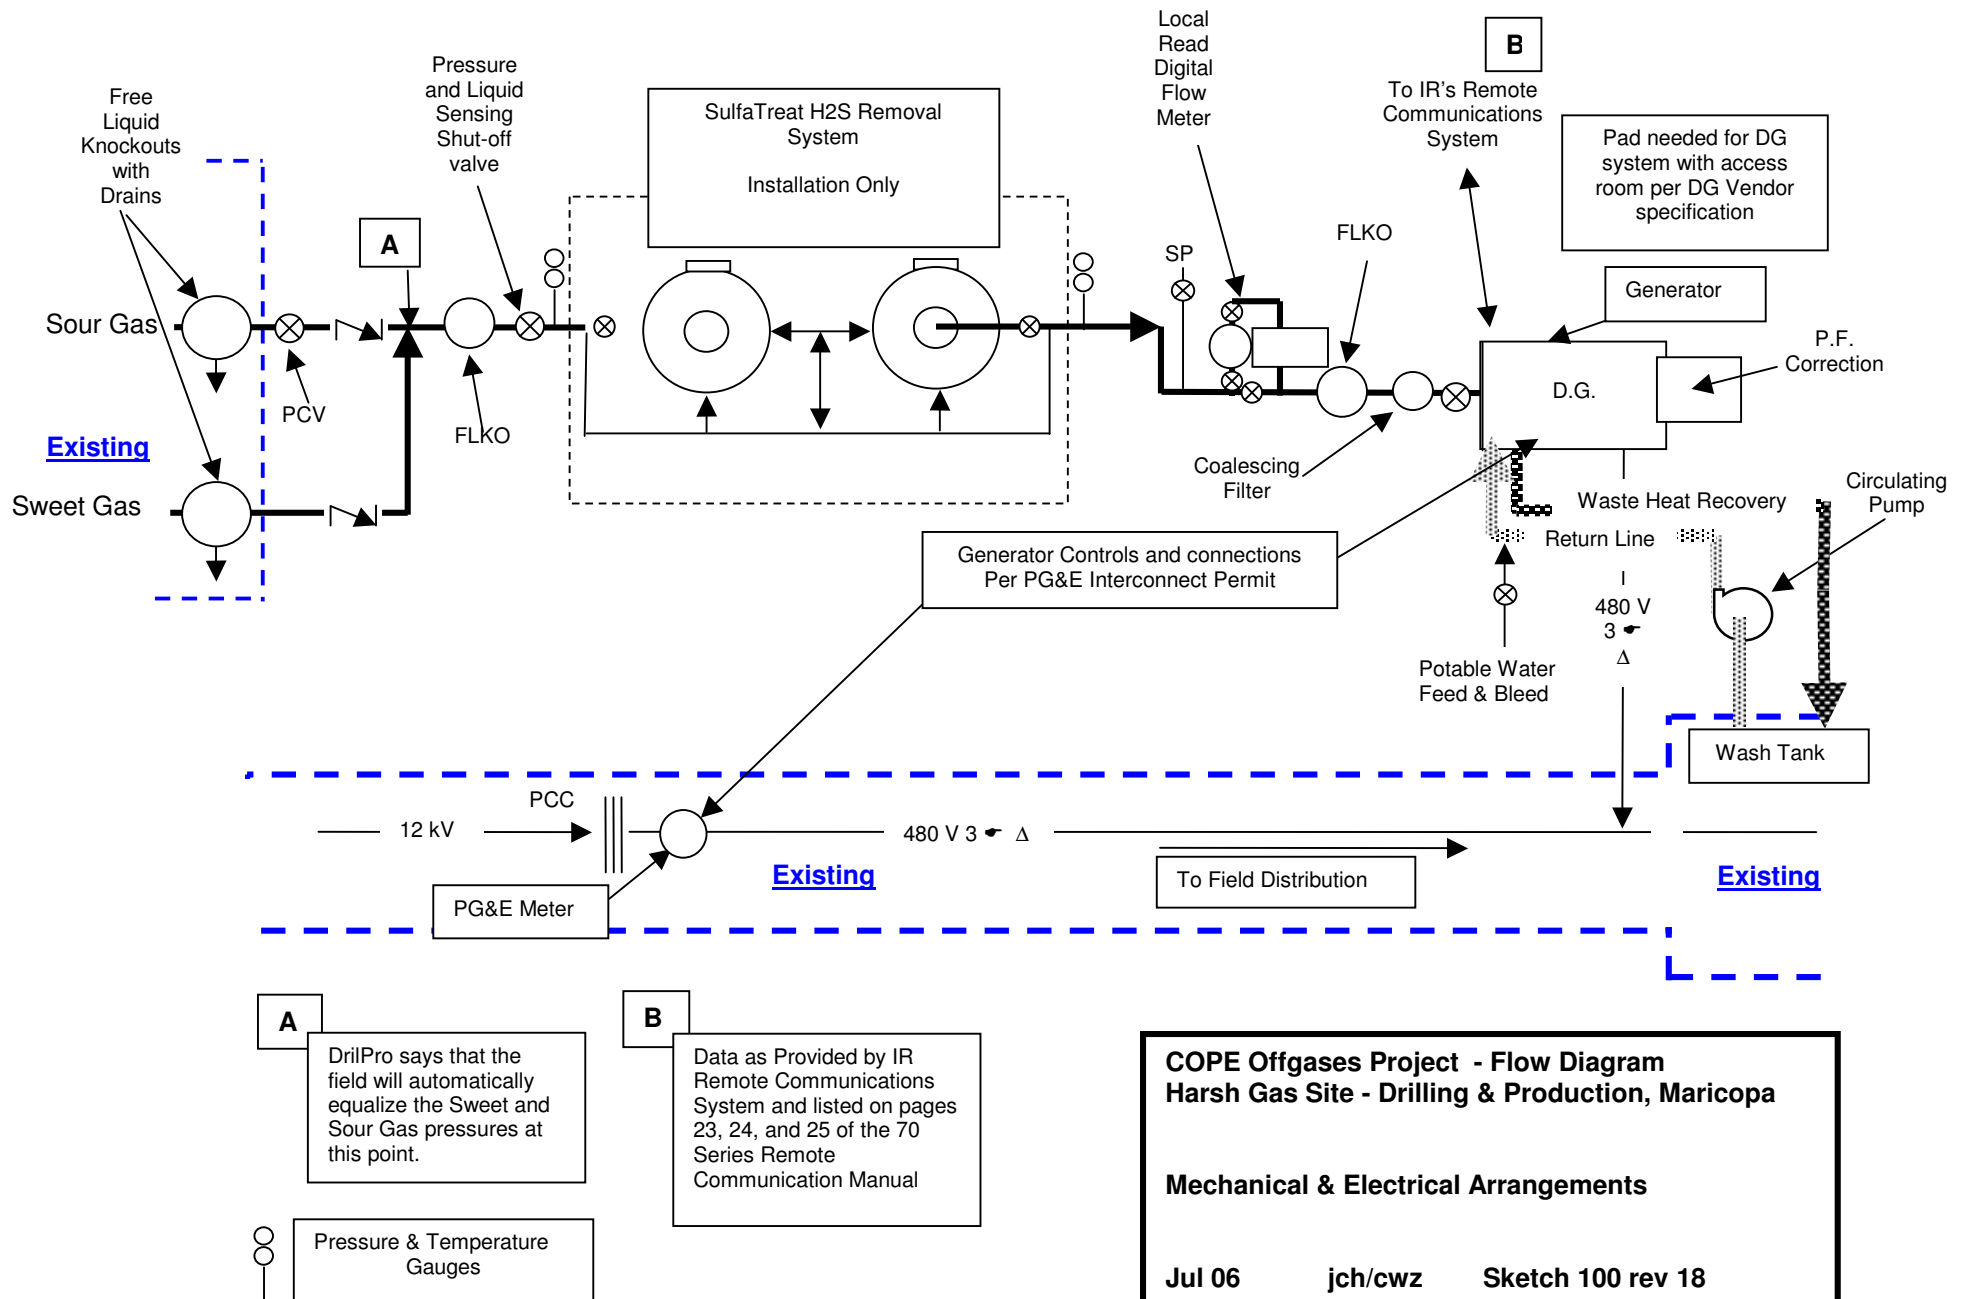 Local
Read
Digital
Flow
Meter
B
To IR's Remote
Communications
System
Pressure
and Liquid
Sensing
Shut-off
valve
Free
Liquid
Knockouts
with
Drains
SulfaTreat H2S Removal
System
Installation Only
Pad needed for DG
system with access
room per DG Vendor
specification
A
SP
FLKO
Generator
Sour Gas
PCV
FLKO
D.G.
P.F.
Correction
Existing
Sweet Gas
Coalescing
Filter
Waste Heat Recovery
Circulating
Pump
Return Line
Generator Controls and connections
Per PG&E Interconnect Permit
480 V
3 ☛
Δ
Potable Water
Feed & Bleed
Wash Tank
PCC
12 kV
480 V 3 ☛ Δ
Existing
To Field Distribution
Existing
PG&E Meter
A
DrilPro says that the
field will automatically
equalize the Sweet and
Sour Gas pressures at
this point.
B
Data as Provided by IR
Remote Communications
System and listed on pages
23, 24, and 25 of the 70
Series Remote
Communication Manual
Pressure & Temperature
Gauges
COPE Offgases Project - Flow Diagram
Harsh Gas Site - Drilling & Production, Maricopa
Mechanical & Electrical Arrangements
Jul 06 jch/cwz Sketch 100 rev 18